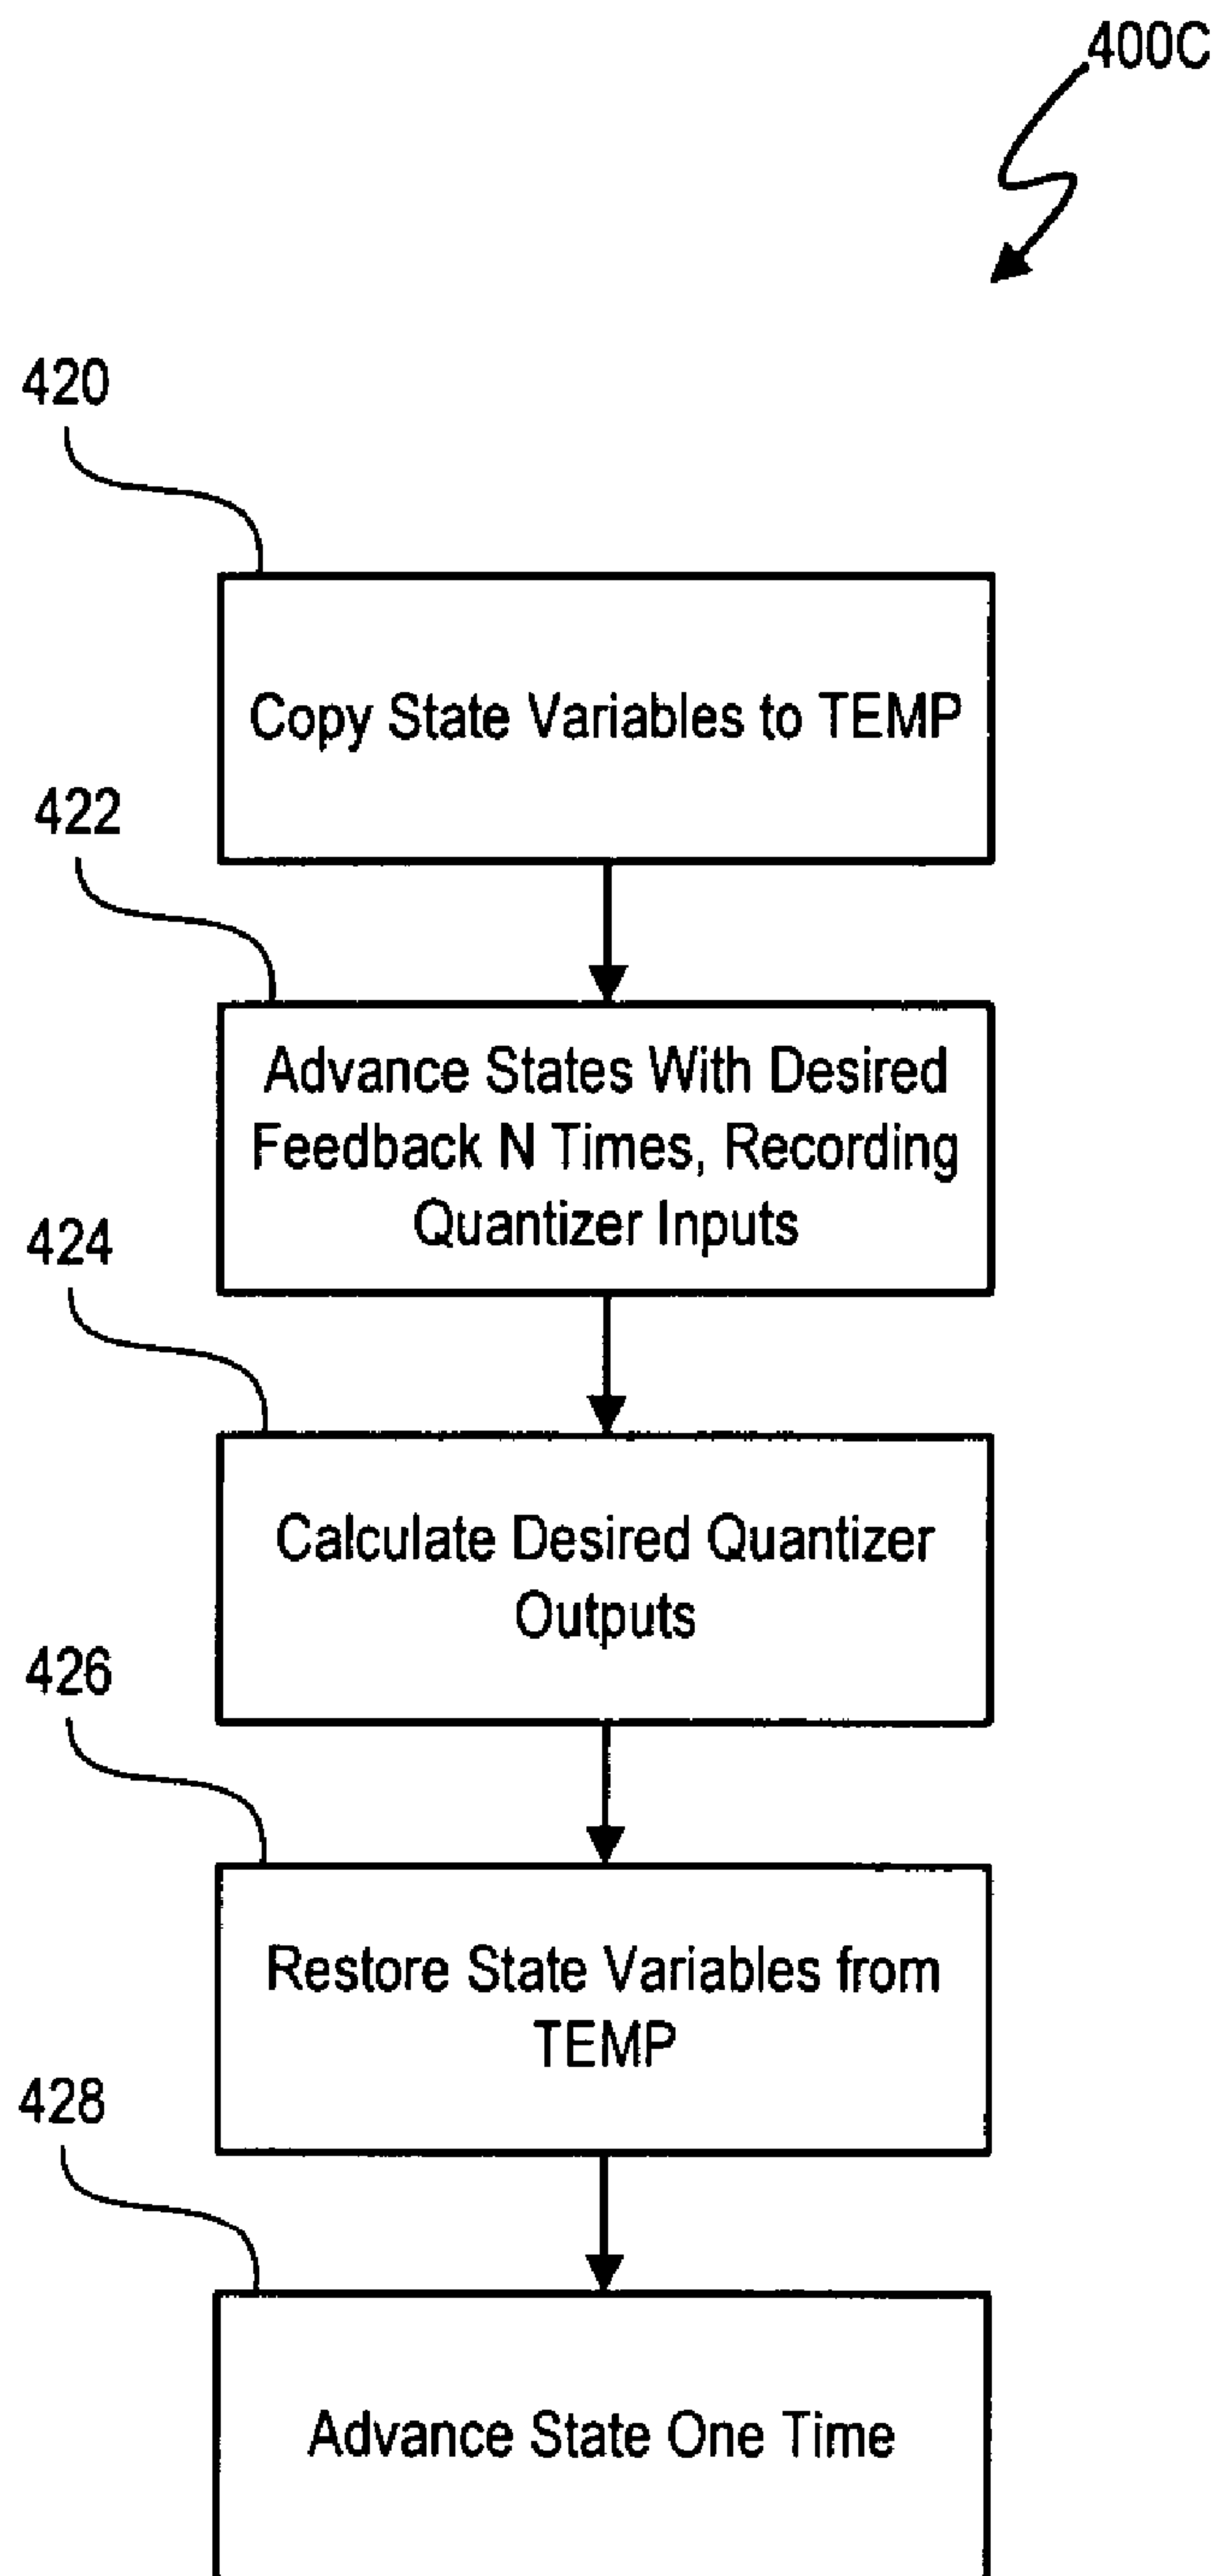 400C
420
Copy State Variables to TEMP
422
Advance States With Desired
Feedback N Times, Recording
Quantizer Inputs
424
Calculate Desired Quantizer
Outputs
426
Restore State Variables from
TEMP
428
Advance State One Time